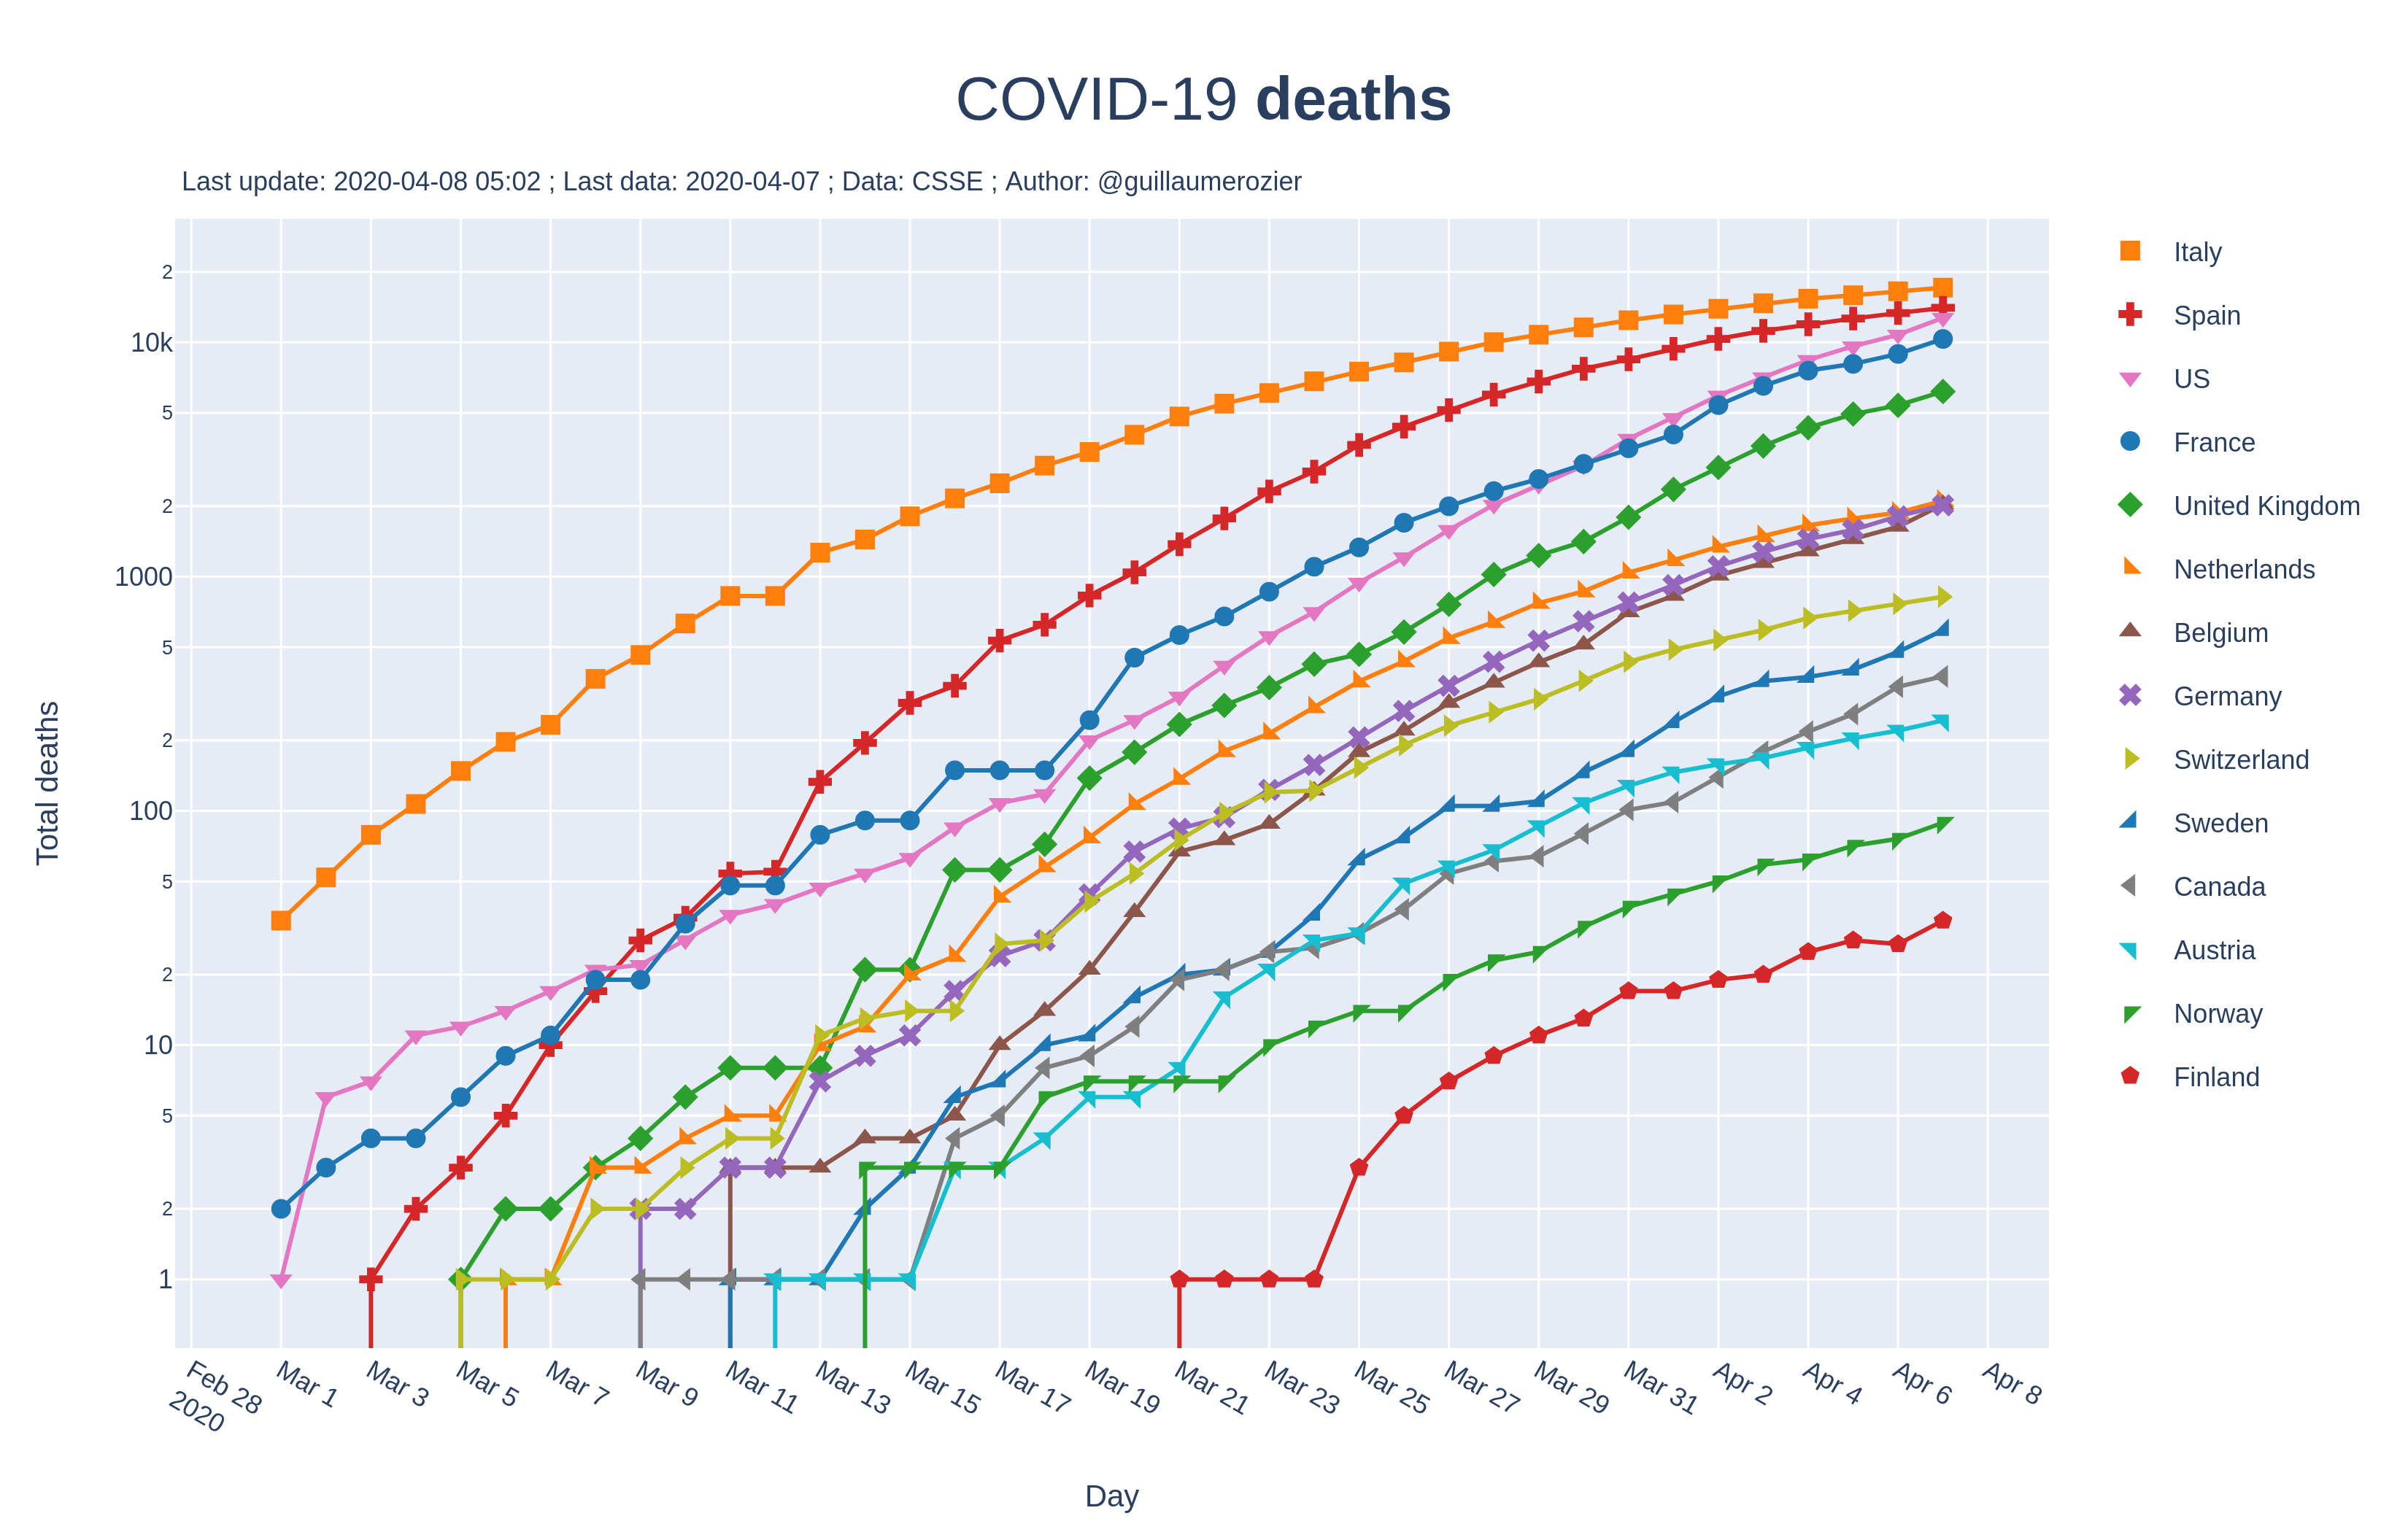 COVID-19 deaths
Last update: 2020-04-08 05:02 ; Last data: 2020-04-07 ; Data: CSSE ; Author: @guillaumerozier
2
10k
5
2
1000
5
2
100
5
2
10
5
2
1
Total deaths
Feb 28
2020
Mar 1
Mar 3
Mar 5
Mar 7
Mar 9
Mar 11
Mar 13
Mar 15
Mar 17
Mar 19
Mar 21
Mar 23
Mar 25
Mar 27
Mar 29
Mar 31
Apr 2
Apr 4
Apr 6
Apr 8
Day
Italy
Spain
US
France
United Kingdom
Netherlands
Belgium
Germany
Switzerland
Sweden
Canada
Austria
Norway
Finland